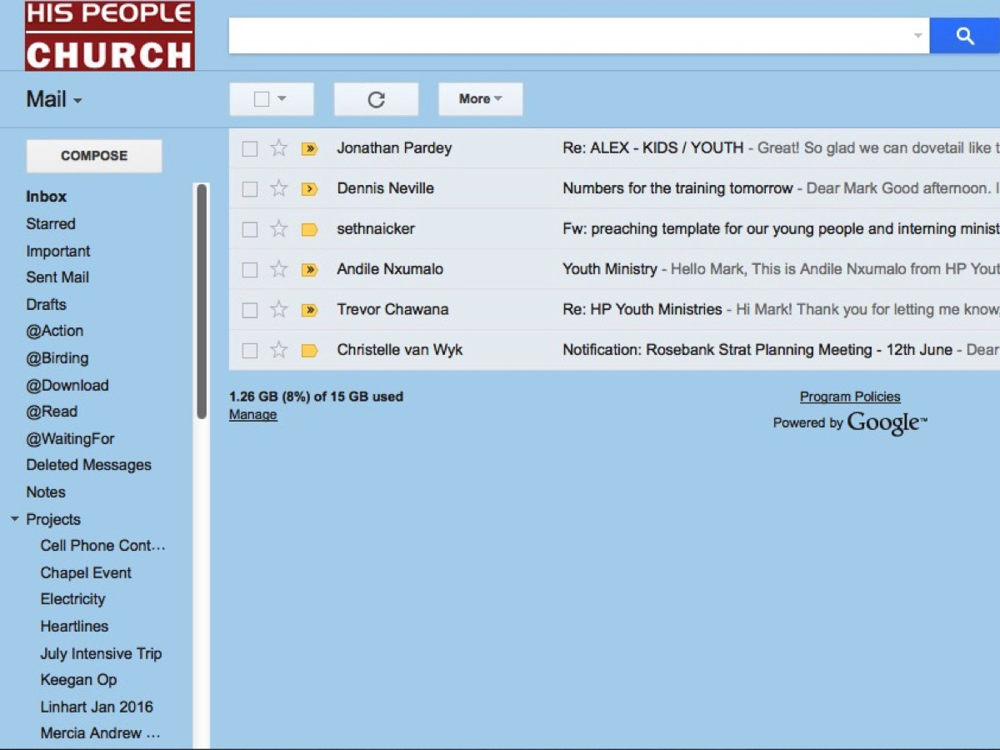 HIS PEOPLE
CHURCH
Mail
More
COMPOSE
Inbox
Starred
Important
Sent Mail
Drafts
@Action
@Birding
@Download
@Read
@WaitingFor
Deleted Messages
Notes
Projects
Cell Phone Cont...
Chapel Event
Electricity
Heartlines
July Intensive Trip
Keegan Op
Linhart Jan 2016
Mercia Andrew ...
Jonathan Pardey Re: ALEX - KIDS / YOUTH - Great! So glad we can dovetail like t
Dennis Neville Numbers for the training tomorrow - Dear Mark Good afternoon. I
sethnaicker Fw: preaching template for our young people and interning minist
Andile Nxumalo Youth Ministry - Hello Mark, This is Andile Nxumalo from HP Yout
Trevor Chawana Re: HP Youth Ministries - Hi Mark! Thank you for letting me know,
Christelle van Wyk Notification: Rosebank Strat Planning Meeting - 12th June - Dear
1.26 GB (8%) of 15 GB used
Manage
Program Policies
Powered by Google™